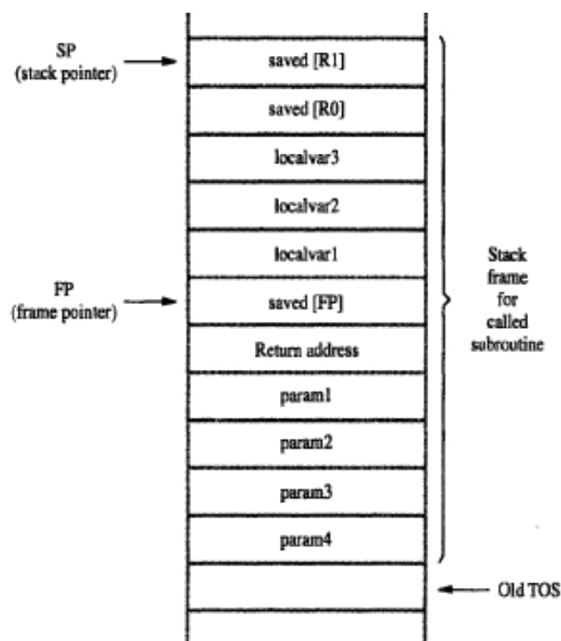 SP
(stack pointer)
saved [R1]
saved [R0]
localvar3
localvar2
localvar1
FP
(frame pointer)
saved [FP]
Return address
param1
param2
param3
param4
Stack
frame
for
called
subroutine
Old TOS